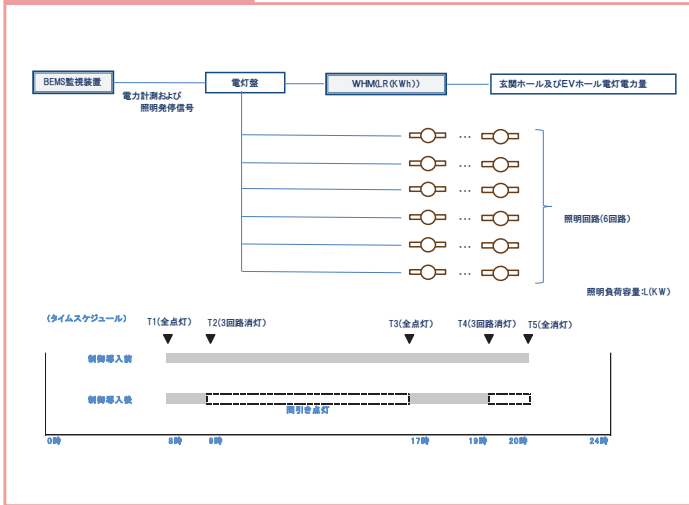 BEMS監視装置
電灯盤
WHM(LR(KWh))
玄関ホール及びEVホール電灯電力量
電力計測および
照明発停信号
…
…
…
…
…
…
照明回路(6回路)
照明負荷容量:L(KW)
(タイムスケジュール)
T1(全点灯)
T2(3回路消灯)
T3(全点灯)
T4(3回路消灯)
T5(全消灯)
制御導入前
制御導入後
間引き点灯
0時
8時
9時
17時
19時
20時
24時